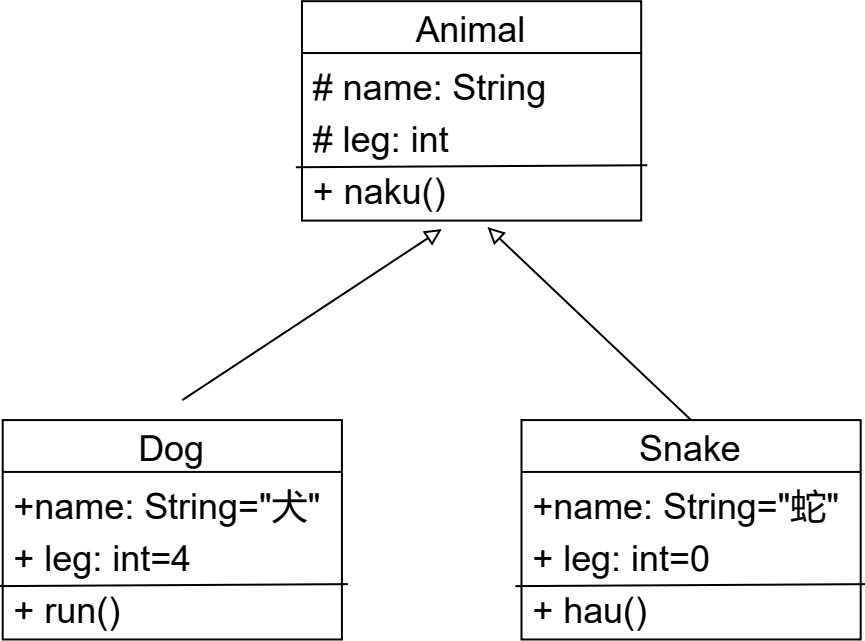 Animal
# name: String
# leg: int
+ naku()
Dog
+name: String="犬"
+ leg: int=4
+ run()
Snake
+name: String="蛇"
+ leg: int=0
+ hau()